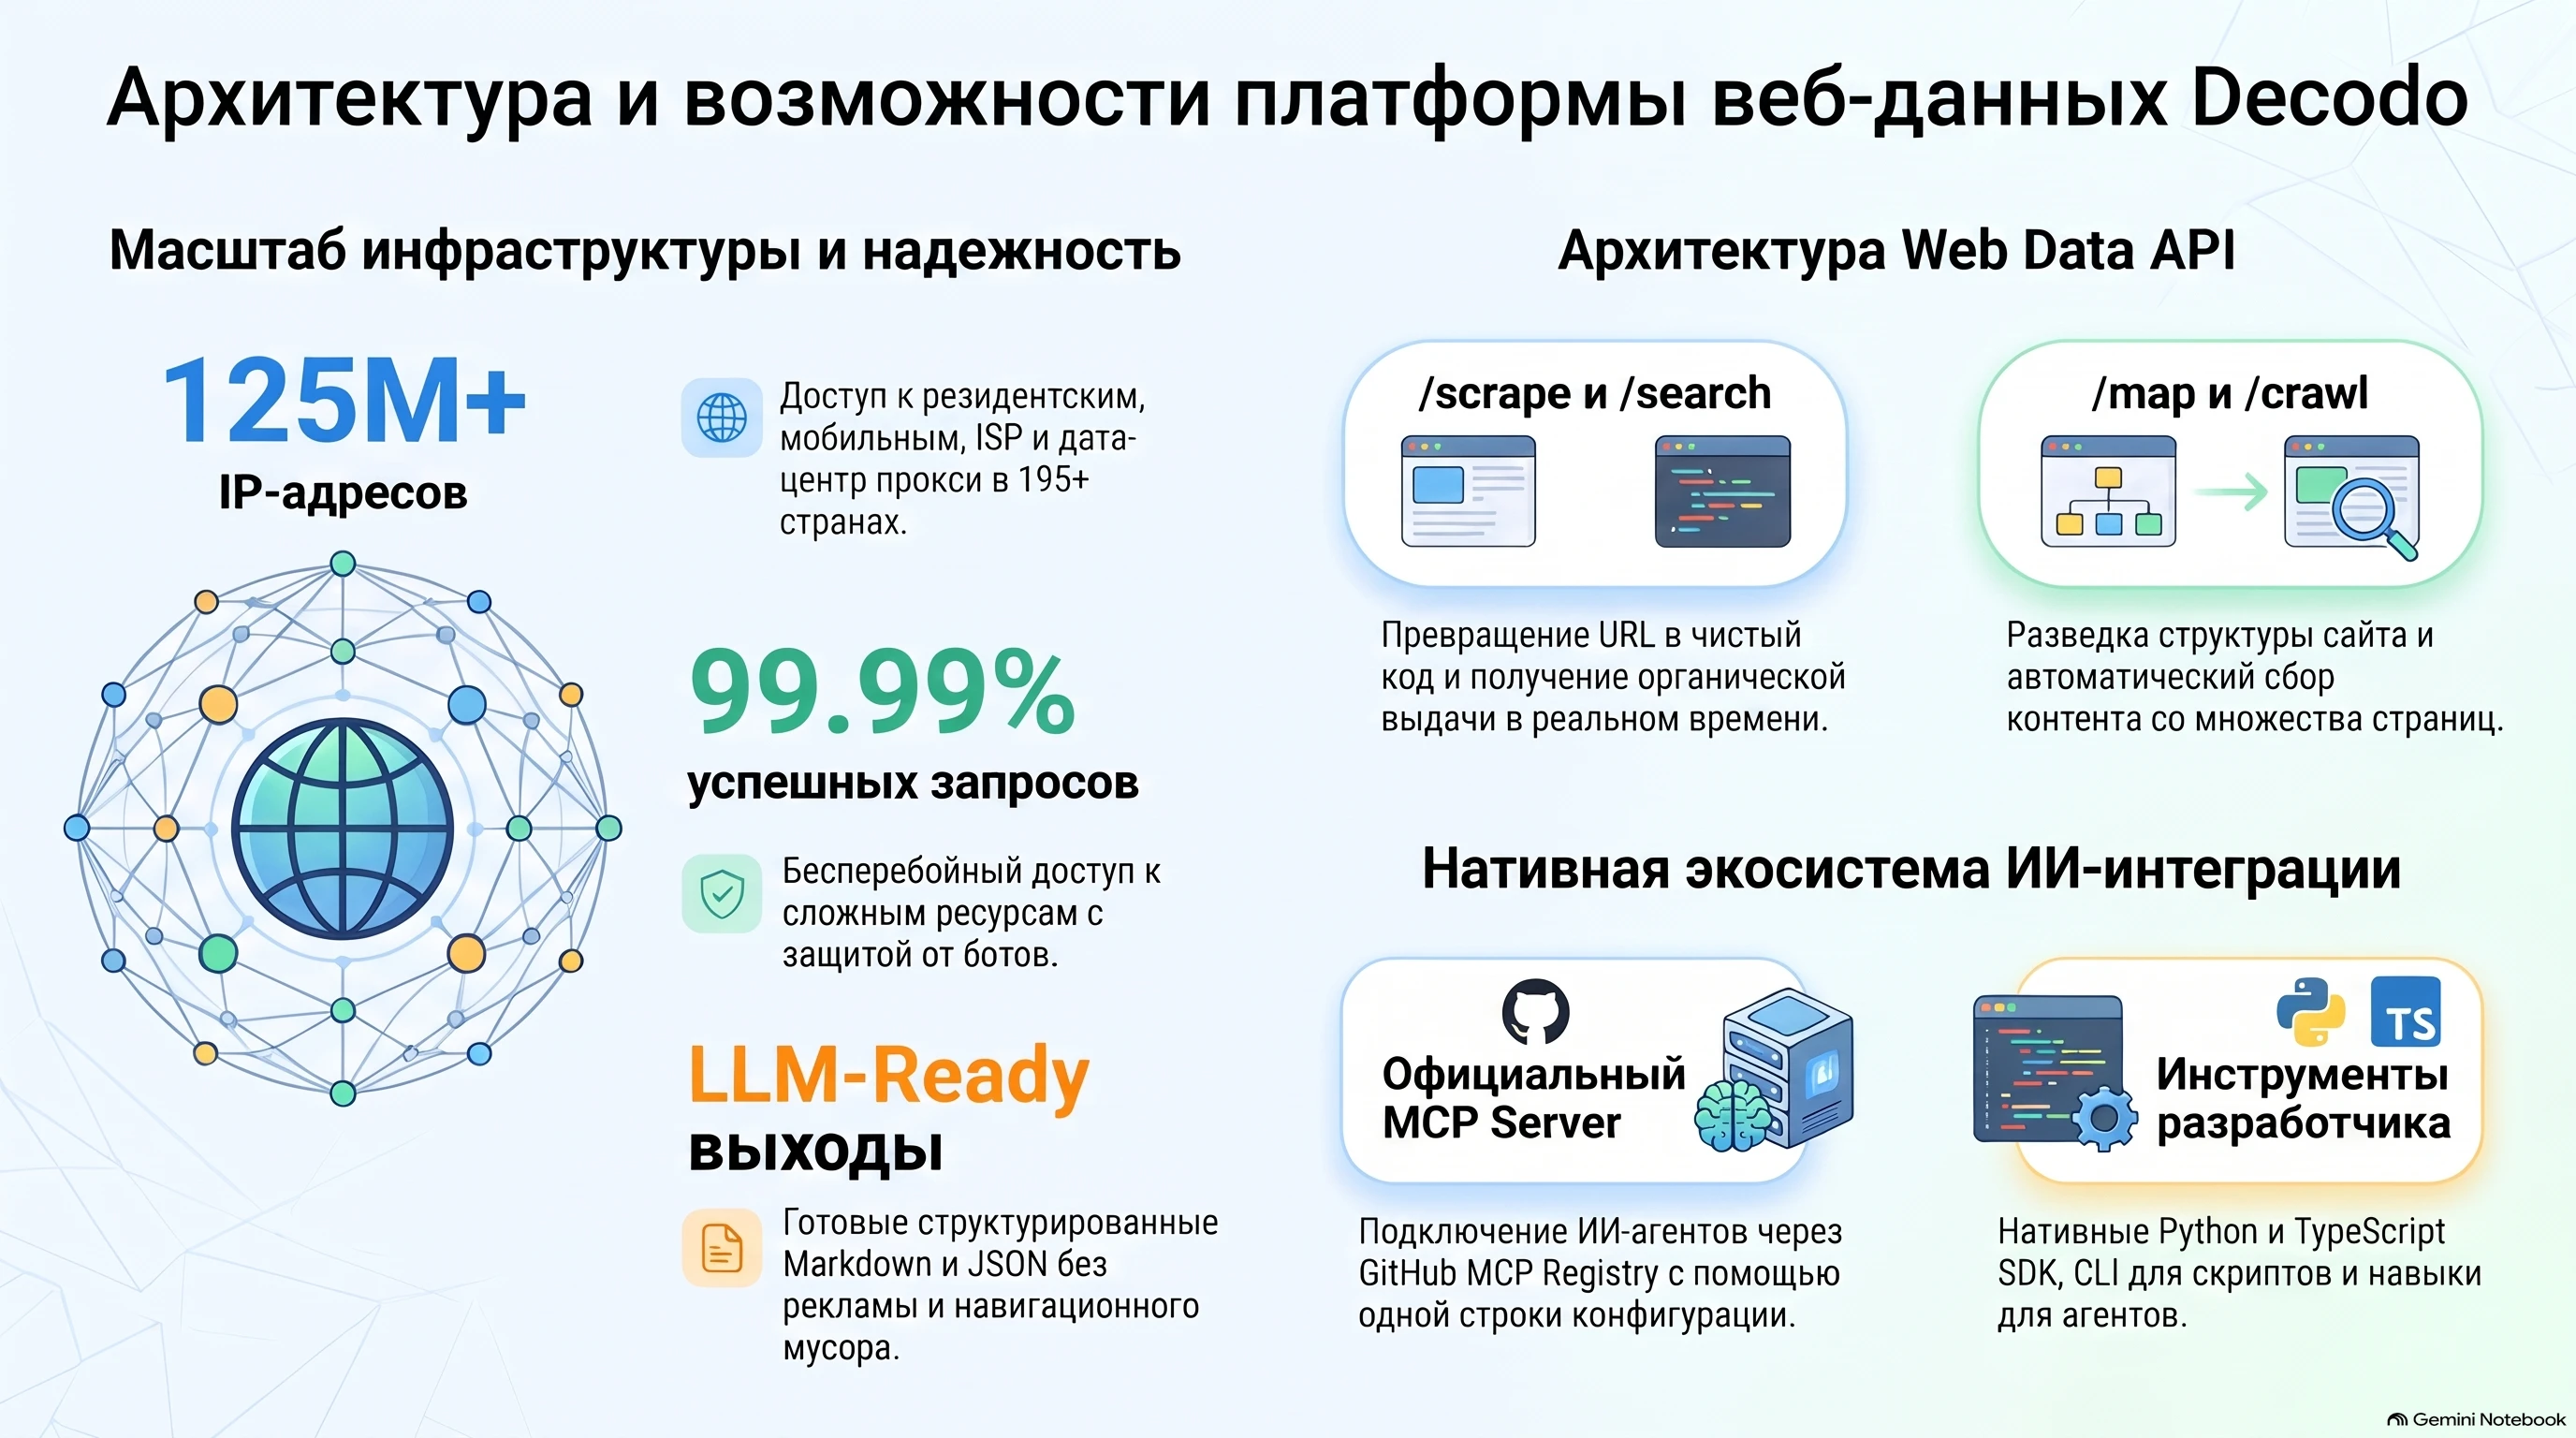 Архитектура и возможности платформы веб-данных Decodo
Масштаб инфраструктуры и надежность
125M+
IP-адресов
Доступ к резидентским,
мобильным, ISP и дата-
центр прокси в 195+
странах.
99.99%
успешных запросов
Бесперебойный доступ к
сложным ресурсам с
защитой от ботов.
LLM-Ready
выходы
Готовые структурированные
Markdown и JSON без
рекламы и навигационного
мусора.
Архитектура Web Data API
/scrape и /search
Превращение URL в чистый
код и получение органической
выдачи в реальном времени.
/map и /crawl
Разведка структуры сайта и
автоматический сбор
контента со множества страниц.
Нативная экосистема ИИ-интеграции
Официальный
MCP Server
AI
Подключение ИИ-агентов через
GitHub MCP Registry с помощью
одной строки конфигурации.
TS
Инструменты
разработчика
Нативные Python и TypeScript
SDK, CLI для скриптов и навыки
для агентов.
Gemini Notebook